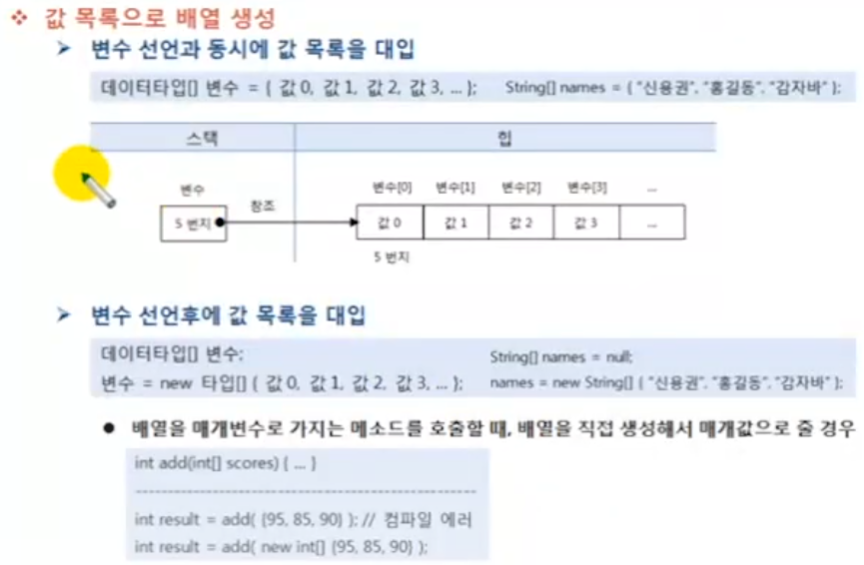 ❖ 값 목록으로 배열 생성
➤ 변수 선언과 동시에 값 목록을 대입
데이터타입[] 변수 = { 값 0, 값 1, 값 2, 값 3, ... }; String[] names = { "신용권", "홍길동", "감자바" };
스택 힙
변수 변수[0] 변수[1] 변수[2] 변수[3] ...
5 번지 참조 값 0 값 1 값 2 값 3 ...
5 번지
➤ 변수 선언후에 값 목록을 대입
데이터타입[] 변수; String[] names = null;
변수 = new 타입[] { 값 0, 값 1, 값 2, 값 3, ... }; names = new String[] { "신용권", "홍길동", "감자바" };
● 배열을 매개변수로 가지는 메소드를 호출할 때, 배열을 직접 생성해서 매개값으로 줄 경우
int add(int[] scores) { ... }
--------------------------------------------------
int result = add( {95, 85, 90} ); // 컴파일 에러
int result = add( new int[] {95, 85, 90} );